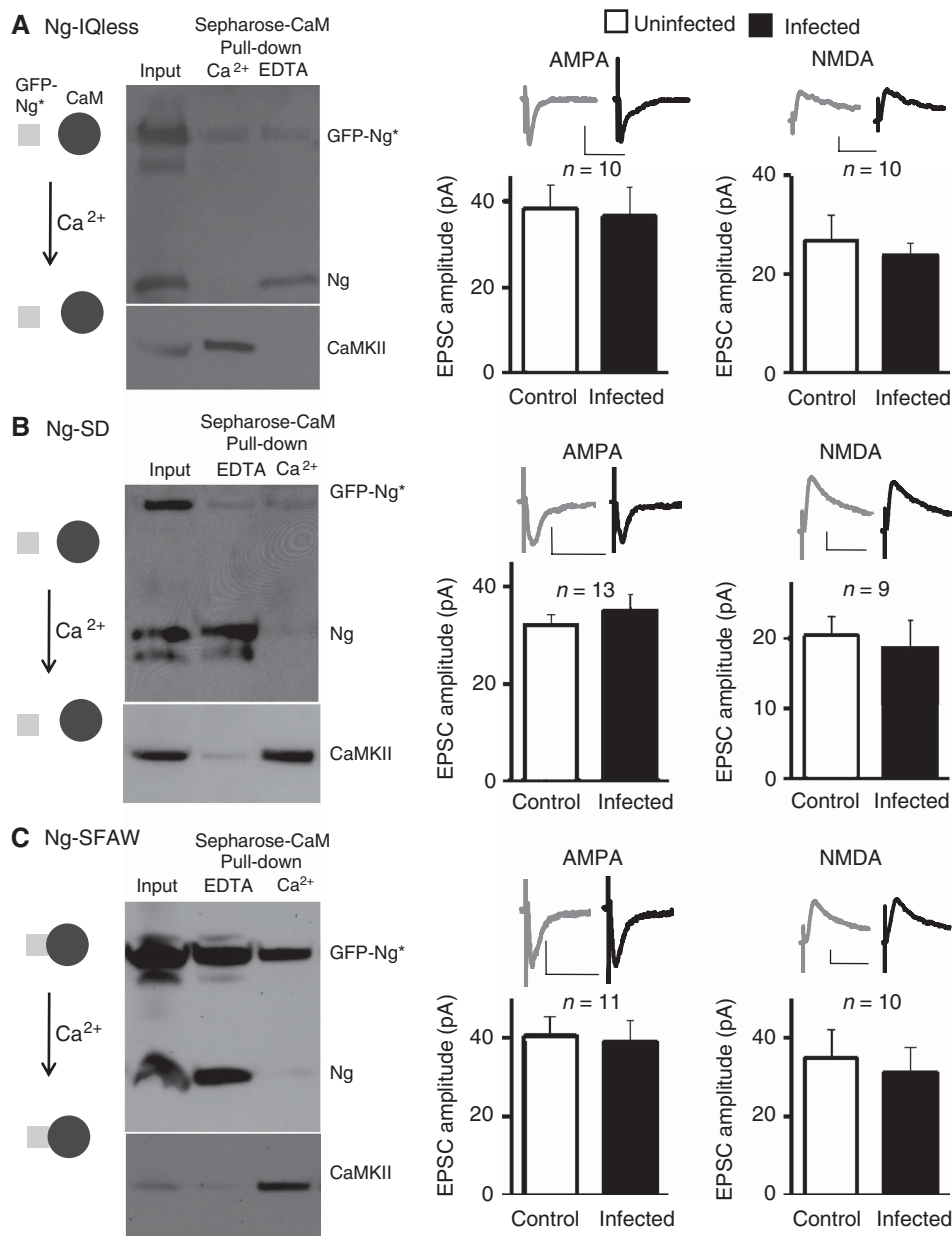 Uninfected Infected
A Ng-IQless
Sepharose-CaM
Pull-down
Input Ca2+ EDTA
GFP-
Ng*
CaM
Ca2+
GFP-Ng*
Ng
CaMKII
AMPA
n = 10
EPSC amplitude (pA)
40
20
0
Control Infected
NMDA
n = 10
EPSC amplitude (pA)
40
20
0
Control Infected
B Ng-SD
Sepharose-CaM
Pull-down
Input EDTA Ca2+
Ca2+
GFP-Ng*
Ng
CaMKII
AMPA
n = 13
EPSC amplitude (pA)
40
20
0
Control Infected
NMDA
n = 9
EPSC amplitude (pA)
20
10
0
Control Infected
C Ng-SFAW
Sepharose-CaM
Pull-down
Input EDTA Ca2+
Ca2+
GFP-Ng*
Ng
CaMKII
AMPA
n = 11
EPSC amplitude (pA)
40
20
0
Control Infected
NMDA
n = 10
EPSC amplitude (pA)
40
20
0
Control Infected